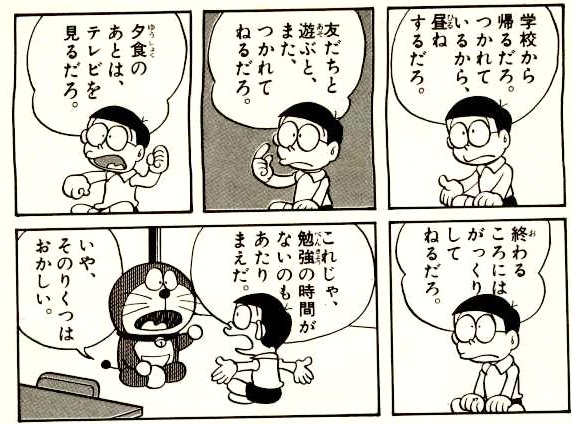 学校から
帰るだろ。
つかれて
いるから、
昼ね
するだろ。
友だちと
遊ぶと、
また、
つかれて
ねるだろ。
夕食の
あとは、
テレビを
見るだろ。
終わる
ころには
がっくり
して
ねるだろ。
これじゃ、
勉強の時間が
ないのも
あたり
まえだ。
いや、
そのりくつは
おかしい。